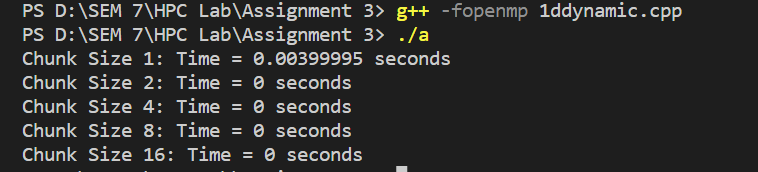 PS D:\SEM 7\HPC Lab\Assignment 3> g++ -fopenmp 1ddynamic.cpp
PS D:\SEM 7\HPC Lab\Assignment 3> ./a
Chunk Size 1: Time = 0.00399995 seconds
Chunk Size 2: Time = 0 seconds
Chunk Size 4: Time = 0 seconds
Chunk Size 8: Time = 0 seconds
Chunk Size 16: Time = 0 seconds